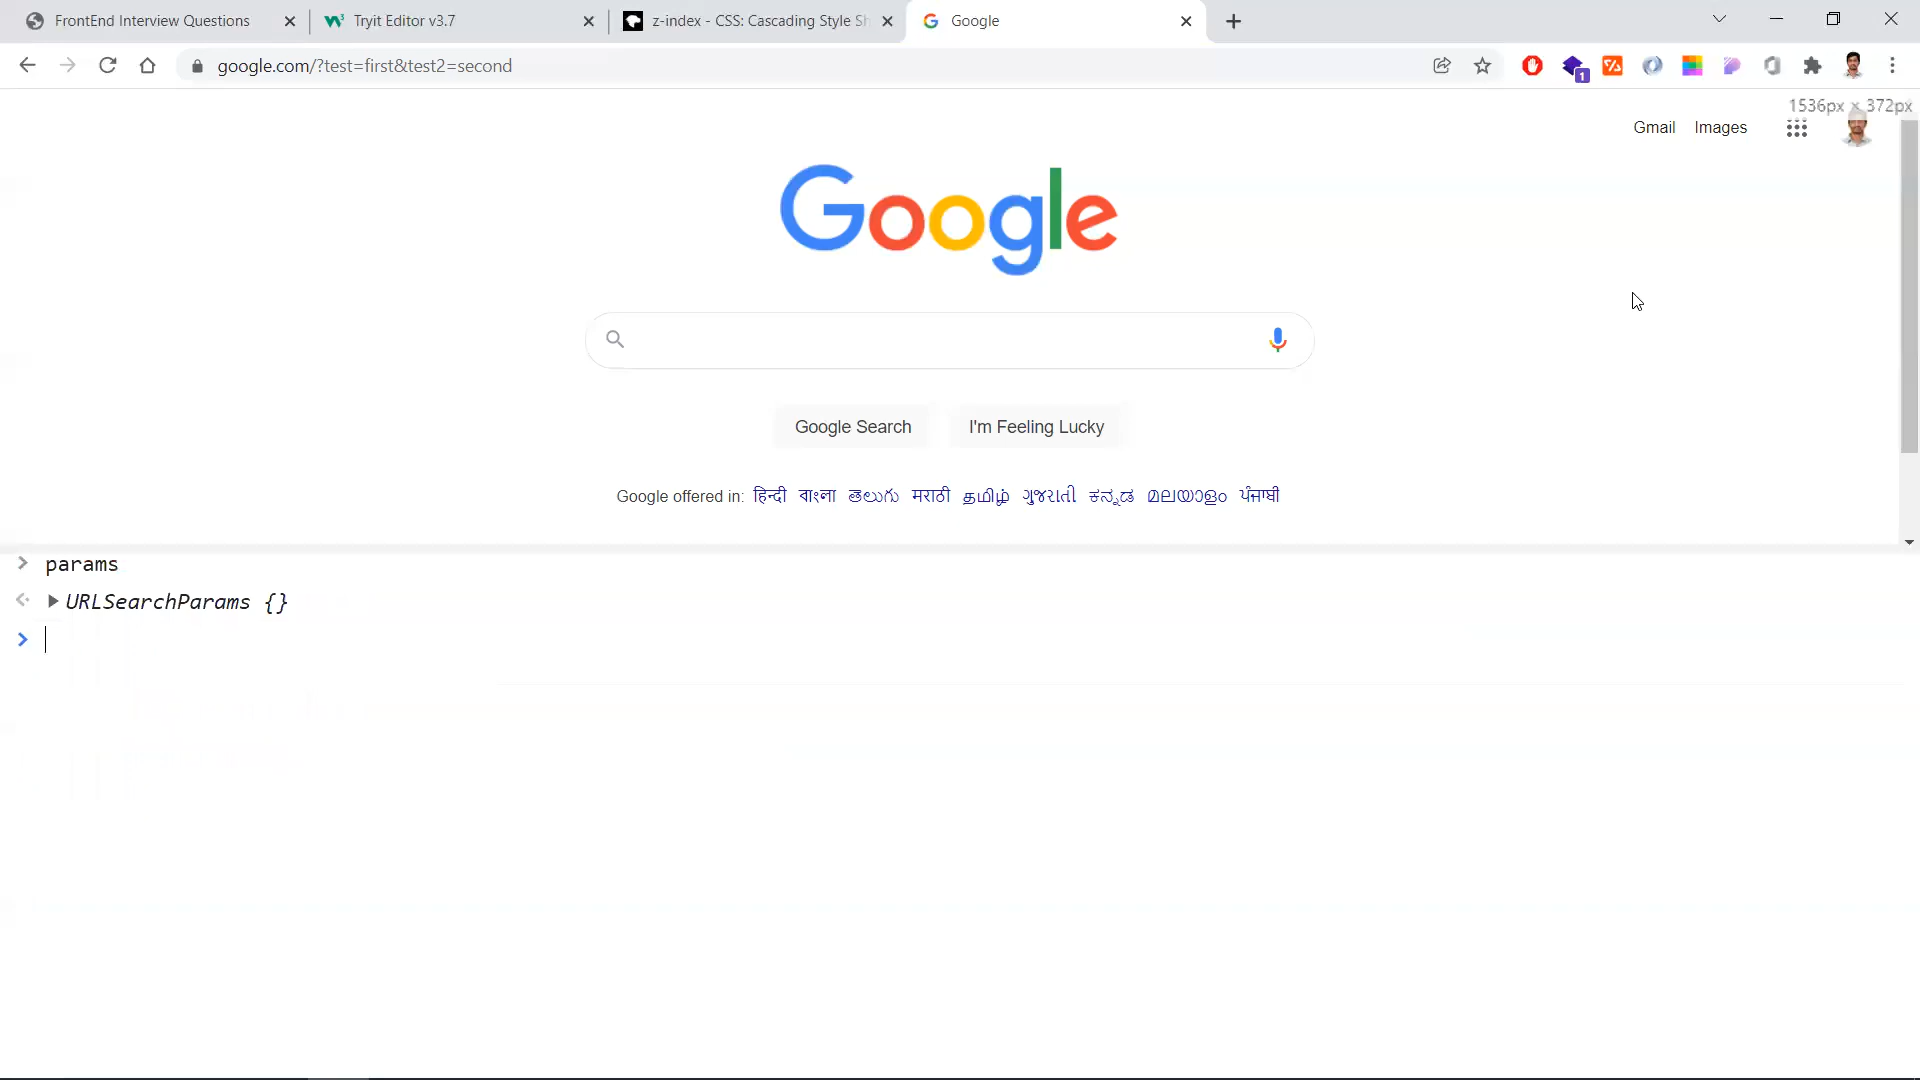 FrontEnd Interview Questions
Tryit Editor v3.7
z-index - CSS: Cascading Style Sh
Google
google.com/?test=first&test2=second
1
1536px × 372px
Gmail Images
Google
Google Search I'm Feeling Lucky
Google offered in: हिन्दी বাংলা తెలుగు मराठी தமிழ் ગુજરાતી ಕನ್ನಡ മലയാളം ਪੰਜਾਬੀ
> params
URLSearchParams {}
>